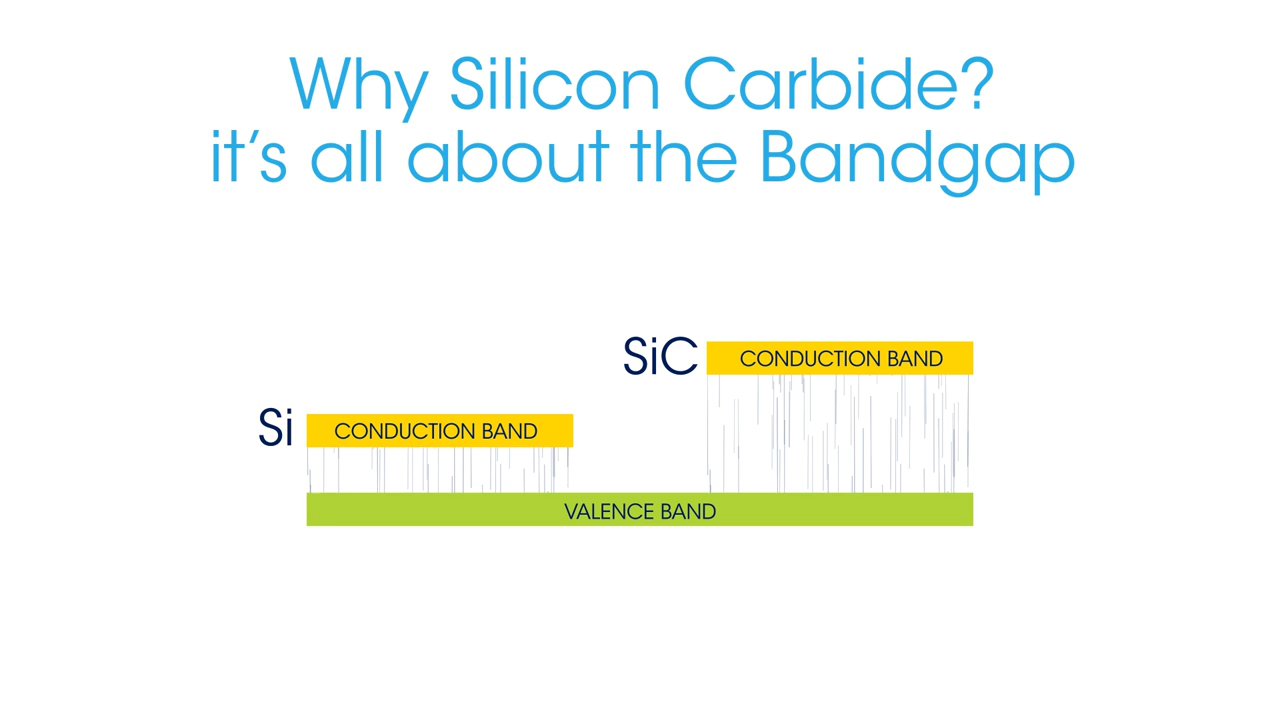 Why Silicon Carbide?
it's all about the Bandgap
SiC
CONDUCTION BAND
Si
CONDUCTION BAND
VALENCE BAND